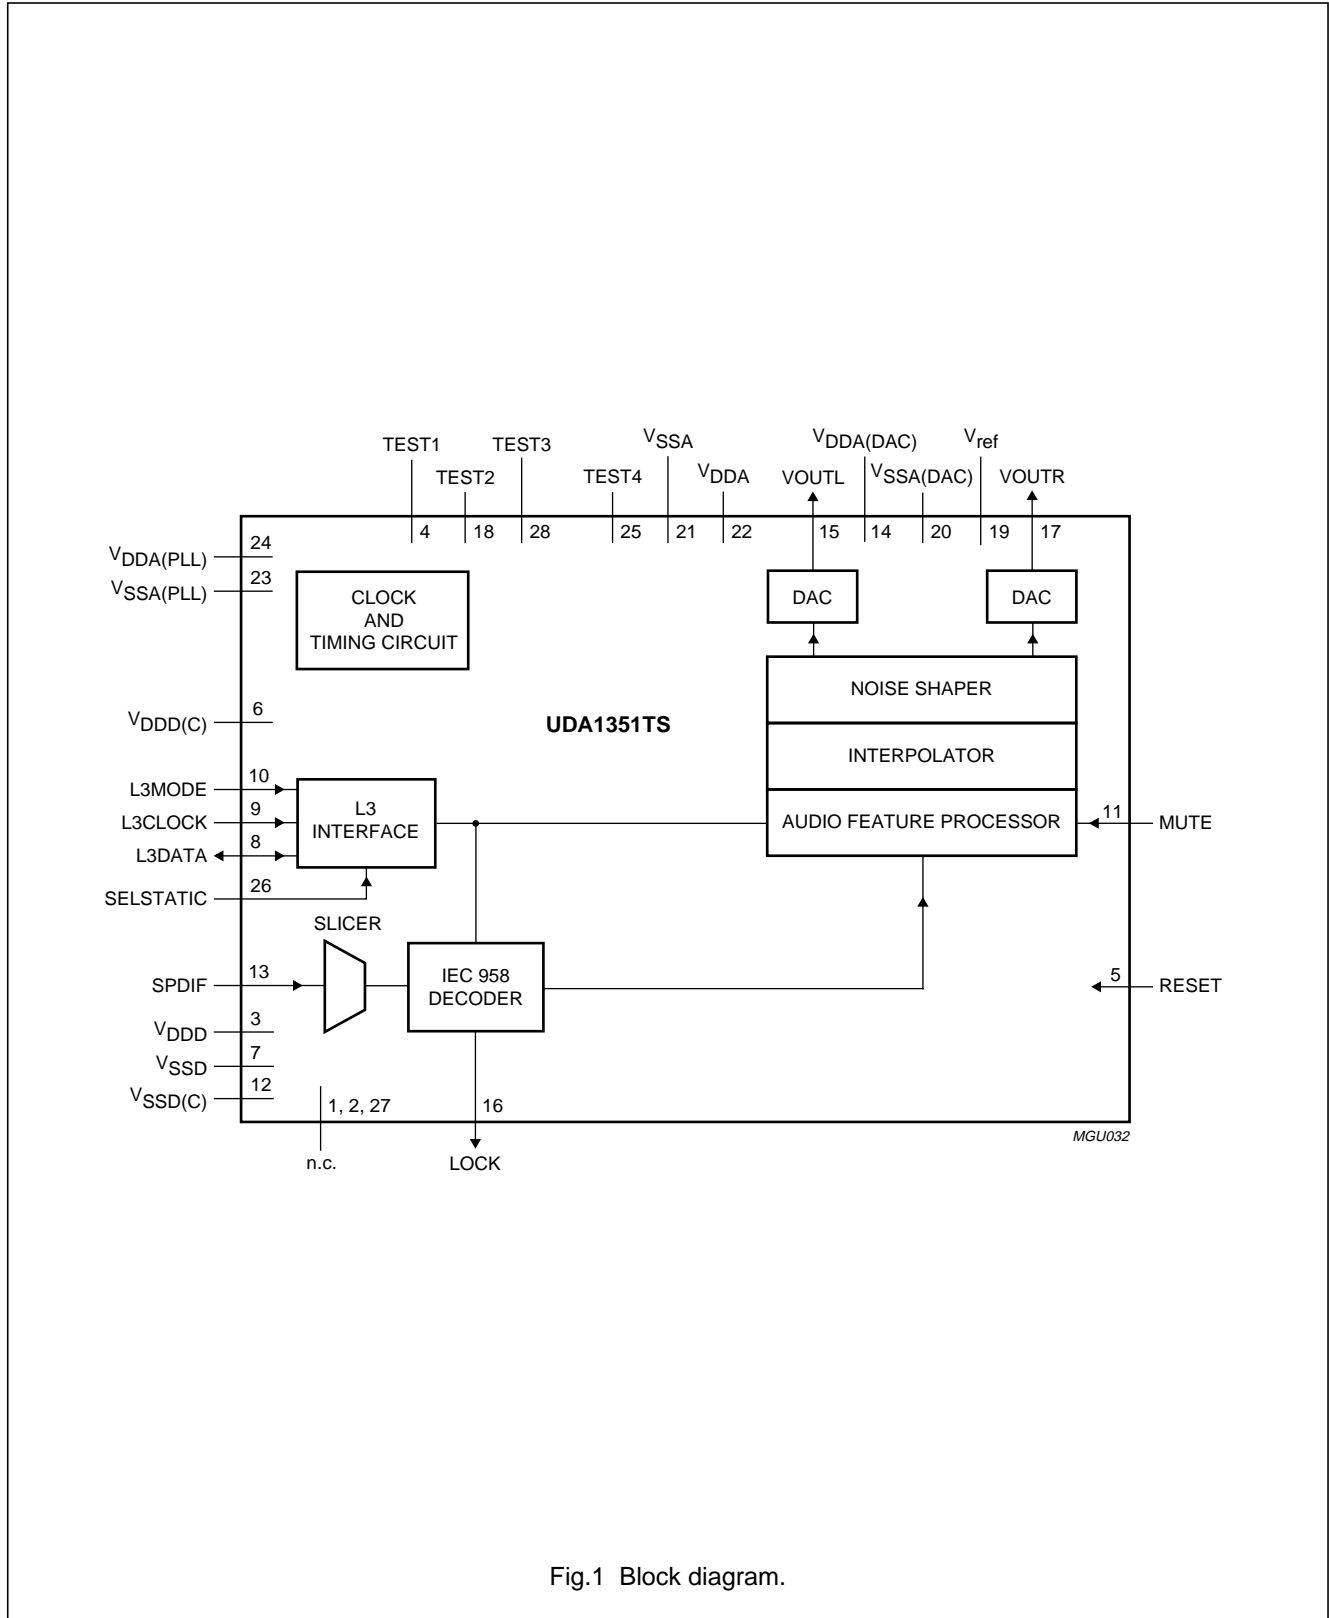 TEST1
TEST2
TEST3
TEST4
VSSA
VDDA
VOUTL
VDDA(DAC)
VSSA(DAC)
Vref
VOUTR
4
18
28
25
21
22
15
14
20
19
17
VDDA(PLL)
24
VSSA(PLL)
23
CLOCK
AND
TIMING CIRCUIT
DAC
DAC
NOISE SHAPER
VDDD(C)
6
UDA1351TS
INTERPOLATOR
L3MODE
10
L3CLOCK
9
L3DATA
8
L3
INTERFACE
AUDIO FEATURE PROCESSOR
11
MUTE
SELSTATIC
26
SLICER
SPDIF
13
IEC 958
DECODER
5
RESET
VDDD
3
VSSD
7
VSSD(C)
12
1, 2, 27
16
n.c.
LOCK
MGU032
Fig.1 Block diagram.